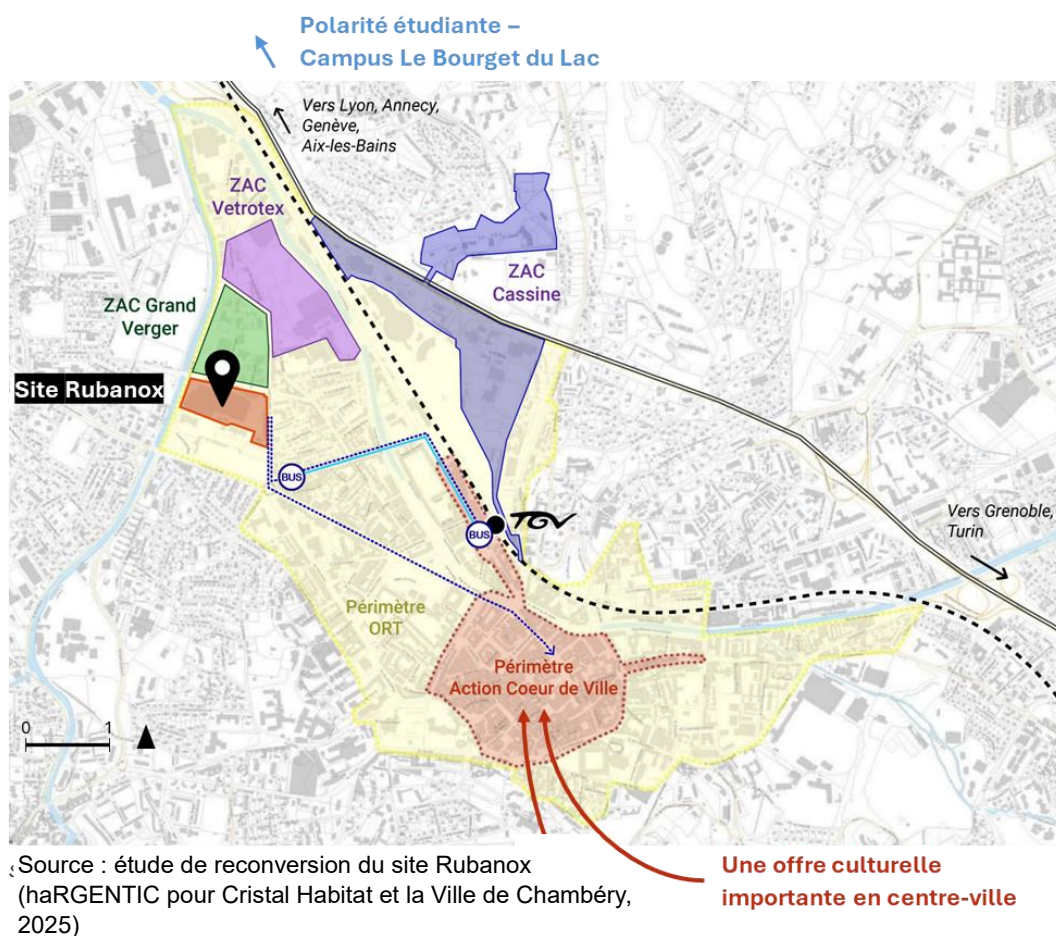 Polarité étudiante –
Campus Le Bourget du Lac
Vers Lyon, Annecy,
Genève,
Aix-les-Bains
ZAC
Vetrotex
ZAC
Cassine
ZAC Grand
Verger
Site Rubanox
BUS
TGV
BUS
Vers Grenoble,
Turin
Périmètre
ORT
Périmètre
Action Coeur de Ville
0 1
Source : étude de reconversion du site Rubanox
(haRGENTIC pour Cristal Habitat et la Ville de Chambéry,
2025)
Une offre culturelle
importante en centre-ville